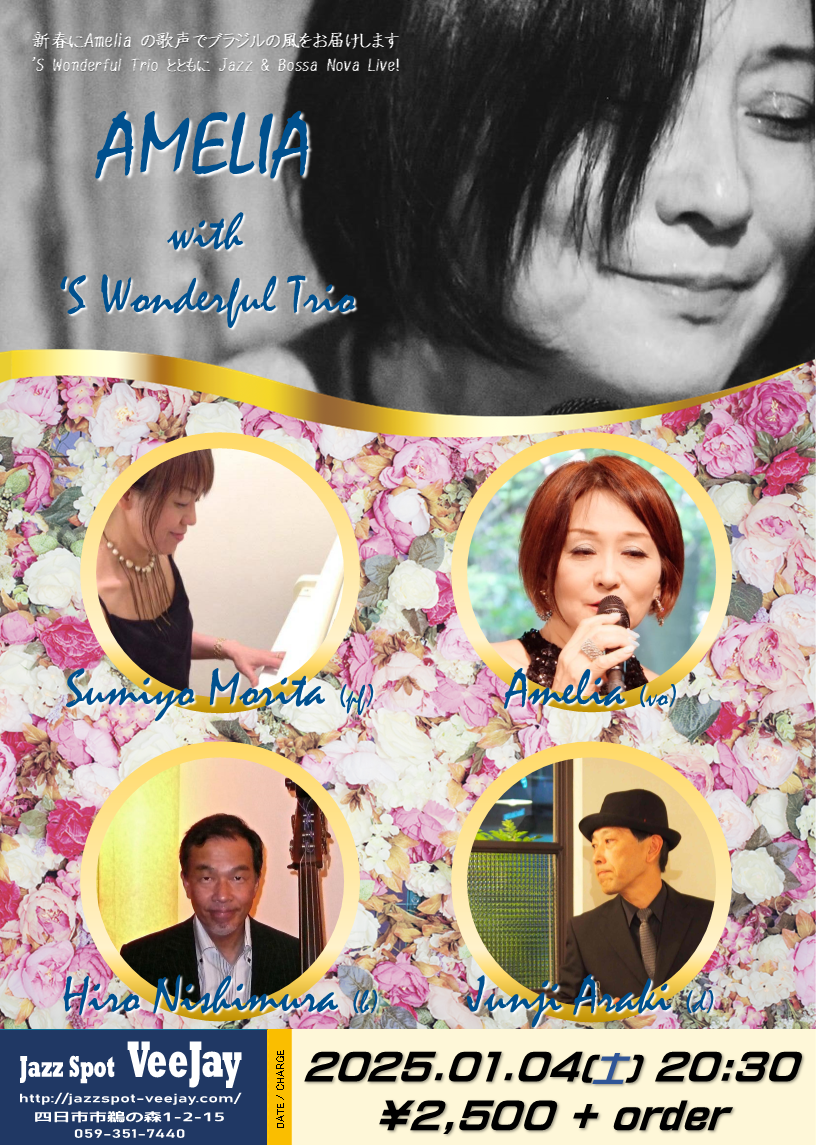 新春にAmelia の歌声でブラジルの風をお届けします
'S Wonderful Trio とともに Jazz & Bossa Nova Live!
AMELIA
with
'S Wonderful Trio
Sumiyo Morita (pf)
Amelia (vo)
Hiro Nishimura (b)
Junji Araki (d)
Jazz Spot VeeJay
http://jazzspot-veejay.com/
四日市市鵜の森1-2-15
059-351-7440
DATE / CHARGE
2025.01.04(土) 20:30
¥2,500 + order